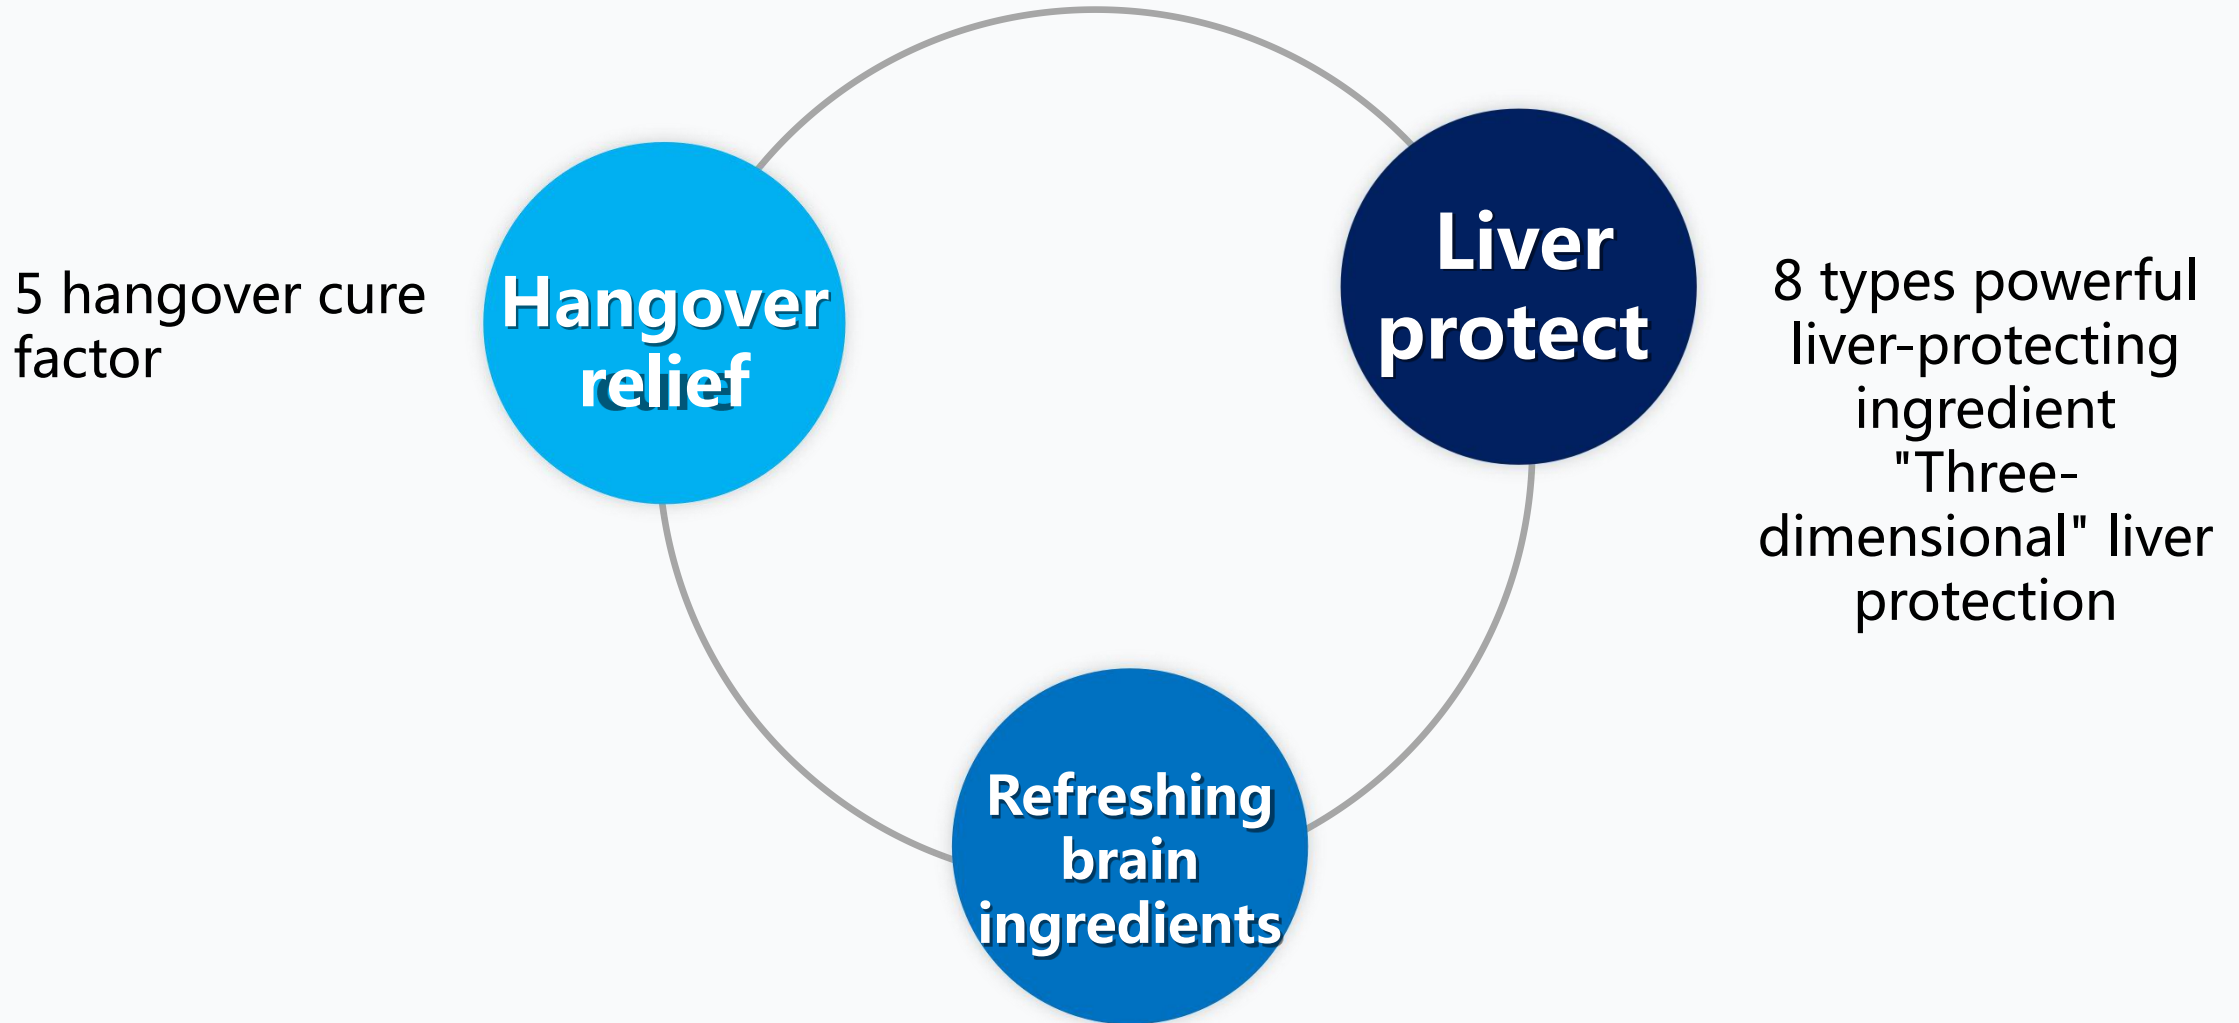 5 hangover cure
factor
Hangover
relief
Liver
protect
8 types powerful
liver-protecting
ingredient
"Three-
dimensional" liver
protection
Refreshing
brain
ingredients